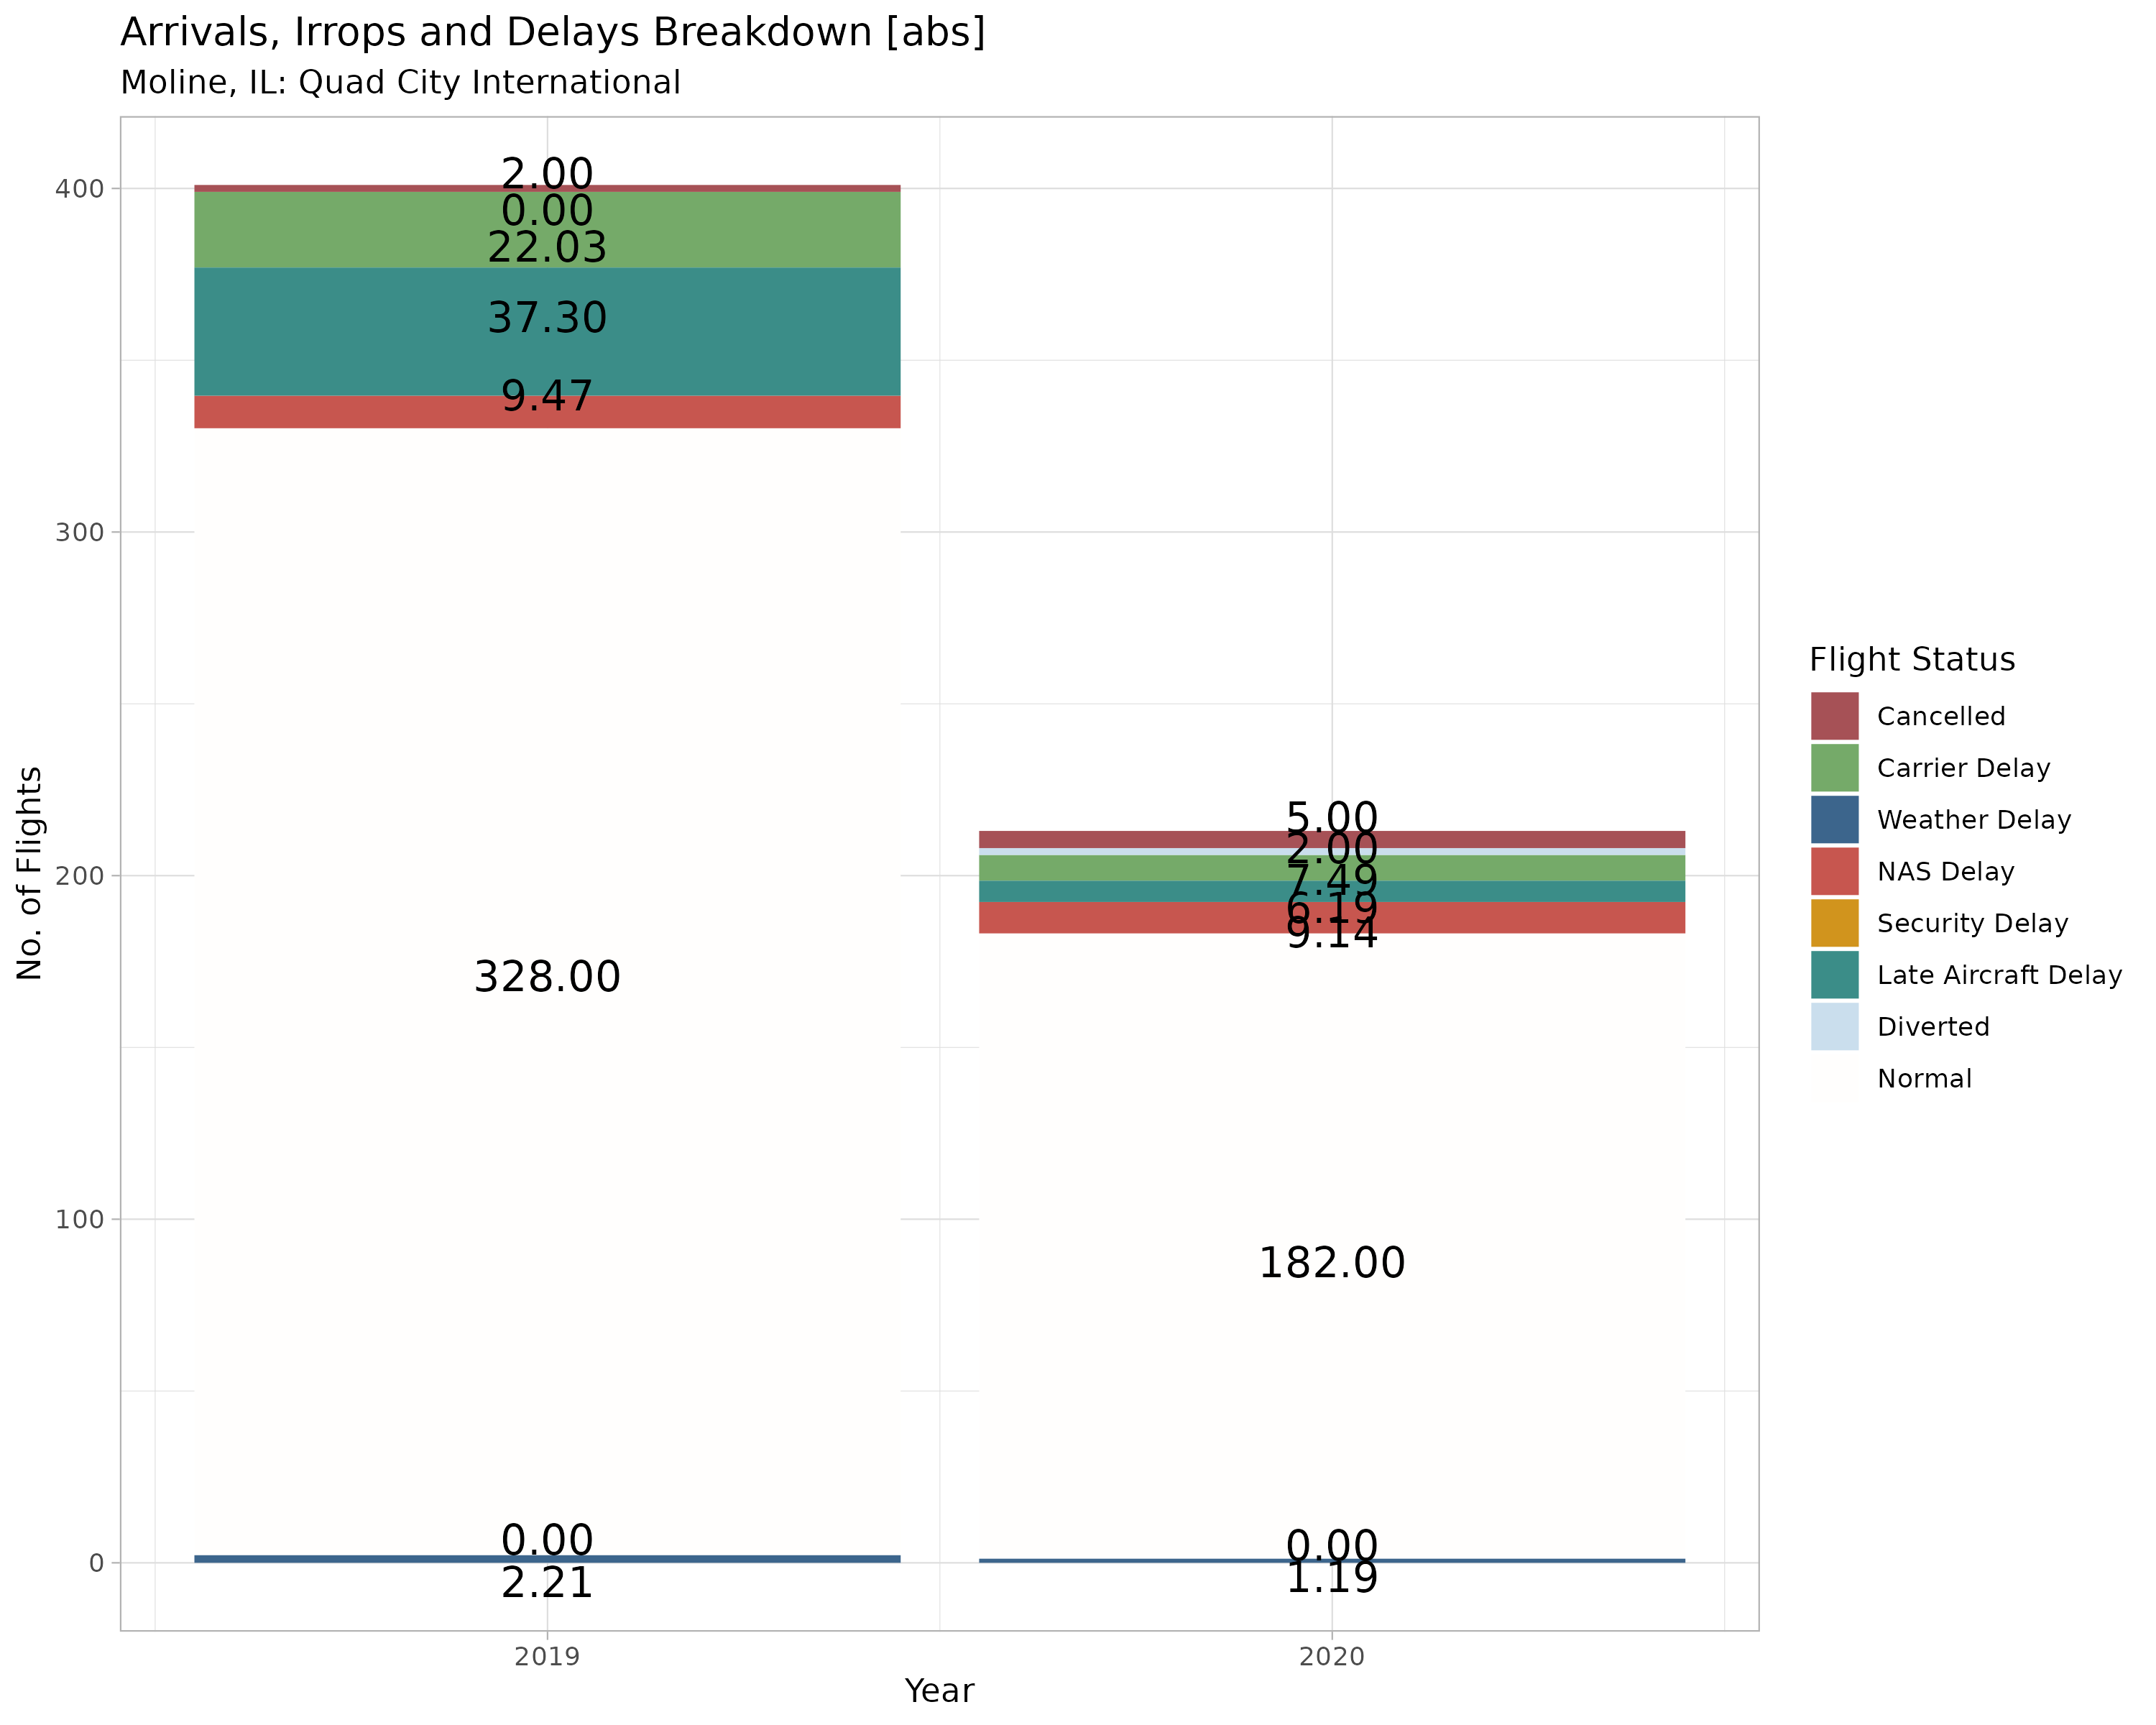 Arrivals, Irrops and Delays Breakdown [abs]
Moline, IL: Quad City International
No. of Flights
400
300
200
100
0
2.00
0.00
22.03
37.30
9.47
328.00
0.00
2.21
5.00
2.00
7.49
6.19
9.14
182.00
0.00
1.19
2019
2020
Year
Flight Status
Cancelled
Carrier Delay
Weather Delay
NAS Delay
Security Delay
Late Aircraft Delay
Diverted
Normal